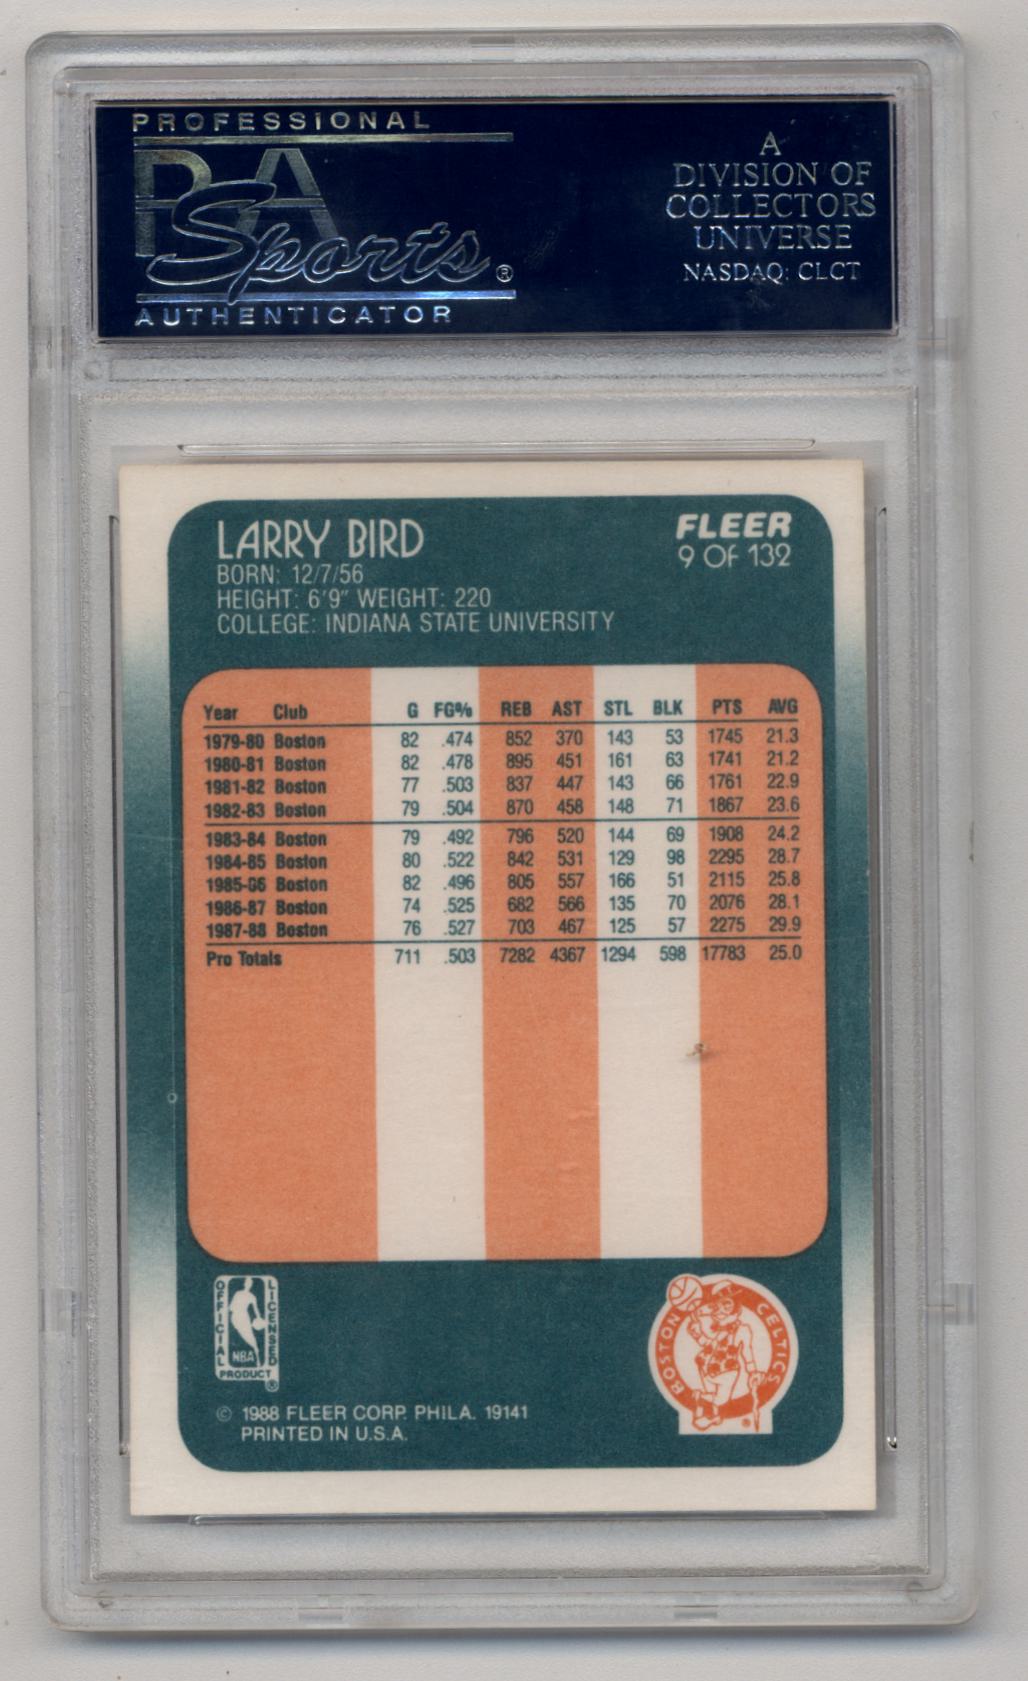 PROFESSIONAL
PSA
Sports®
AUTHENTICATOR
A
DIVISION OF
COLLECTORS
UNIVERSE
NASDAQ: CLCT
LARRY BIRD
BORN: 12/7/56
HEIGHT: 6'9" WEIGHT: 220
COLLEGE: INDIANA STATE UNIVERSITY
FLEER
9 OF 132
Year Club G FG% REB AST STL BLK PTS AVG
1979-80 Boston 82 .474 852 370 143 53 1745 21.3
1980-81 Boston 82 .478 895 451 161 63 1741 21.2
1981-82 Boston 77 .503 837 447 143 66 1761 22.9
1982-83 Boston 79 .504 870 458 148 71 1867 23.6
1983-84 Boston 79 .492 796 520 144 69 1908 24.2
1984-85 Boston 80 .522 842 531 129 98 2295 28.7
1985-86 Boston 82 .496 805 557 166 51 2115 25.8
1986-87 Boston 74 .525 682 566 135 70 2076 28.1
1987-88 Boston 76 .527 703 467 125 57 2275 29.9
Pro Totals 711 .503 7282 4367 1294 598 17783 25.0
OFFICIAL
LICENSED
NBA
PRODUCT ®
BOSTON CELTICS ®
© 1988 FLEER CORP. PHILA. 19141
PRINTED IN U.S.A.